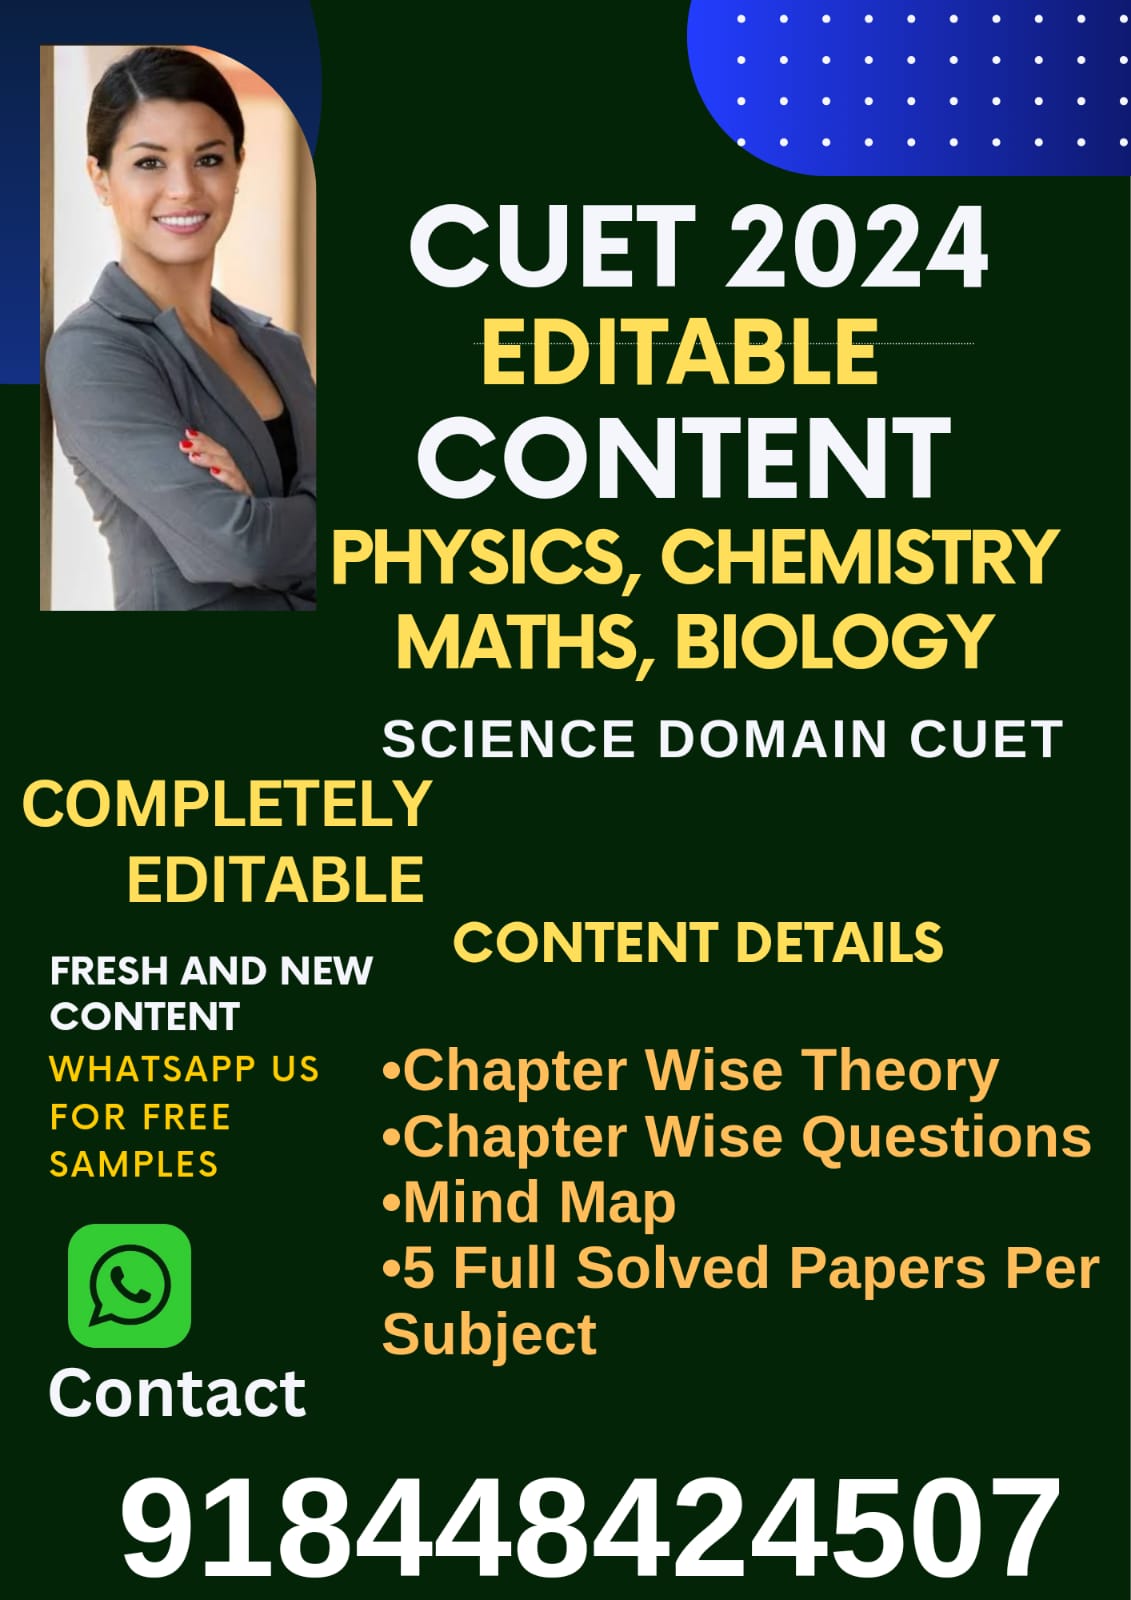 CUET 2024
EDITABLE
CONTENT
PHYSICS, CHEMISTRY
MATHS, BIOLOGY
SCIENCE DOMAIN CUET
COMPLETELY
EDITABLE
FRESH AND NEW
CONTENT
WHATSAPP US
FOR FREE
SAMPLES
Contact
CONTENT DETAILS
•Chapter Wise Theory
•Chapter Wise Questions
•Mind Map
•5 Full Solved Papers Per
Subject
918448424507